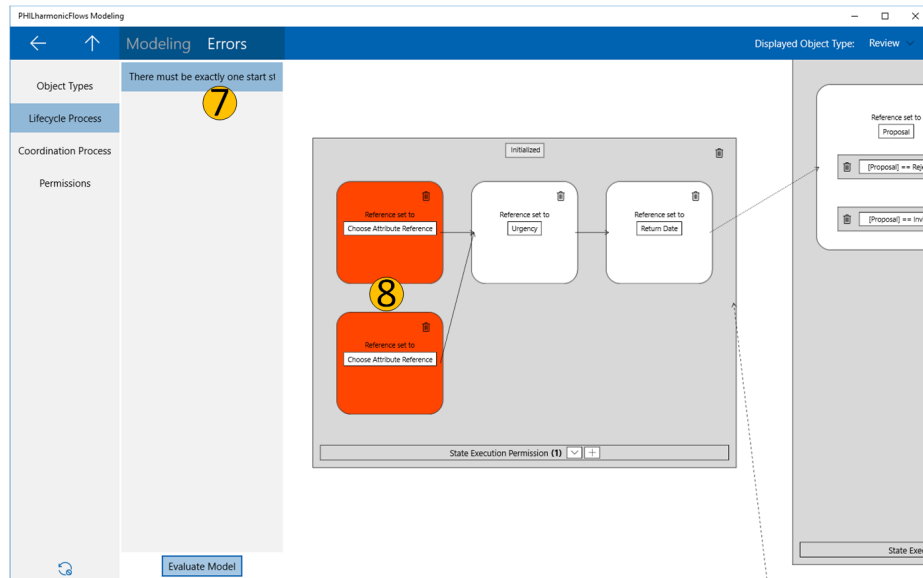 PHILharmonicFlows Modeling
Modeling Errors
Displayed Object Type: Review
Object Types
Lifecycle Process
Coordination Process
Permissions
There must be exactly one start st
7
Initialized
Reference set to
Choose Attribute Reference
Reference set to
Urgency
Reference set to
Return Date
8
Reference set to
Choose Attribute Reference
State Execution Permission (1)
Reference set to
Proposal
[Proposal] == Reje
[Proposal] == Invi
State Exec
Evaluate Model